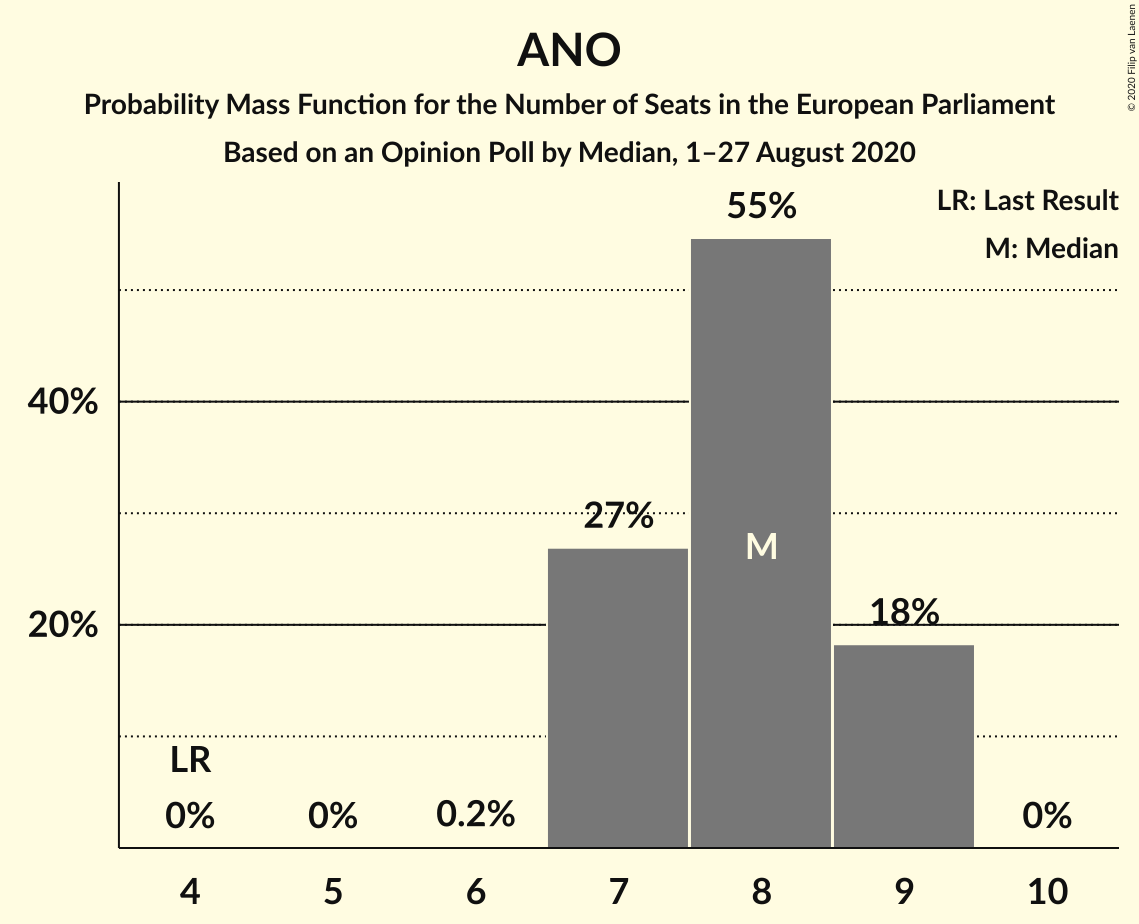 ANO
Probability Mass Function for the Number of Seats in the European Parliament
Based on an Opinion Poll by Median, 1–27 August 2020
© 2020 Filip van Laenen
LR: Last Result
M: Median
55%
40%
27%
M
20%
18%
LR
0%
0%
0.2%
0%
4
5
6
7
8
9
10